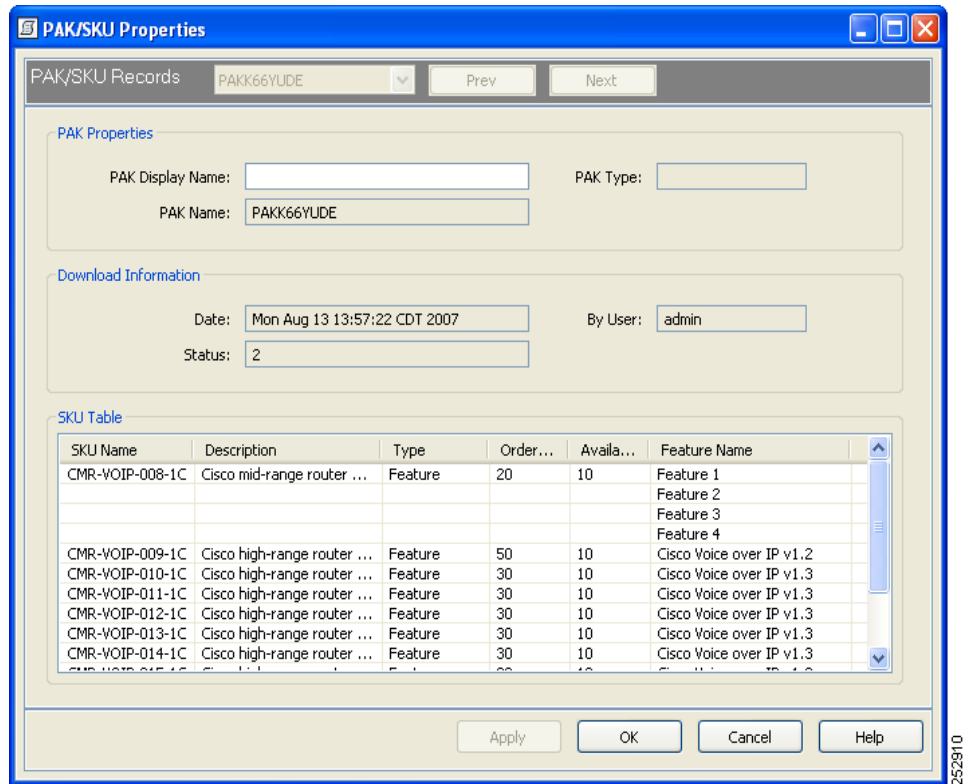 PAK/SKU Properties
PAK/SKU Records PAKK66YUDE Prev Next
PAK Properties
PAK Display Name: PAK Type:
PAK Name: PAKK66YUDE
Download Information
Date: Mon Aug 13 13:57:22 CDT 2007 By User: admin
Status: 2
SKU Table
SKU Name Description Type Order... Availa... Feature Name
CMR-VOIP-008-1C Cisco mid-range router ... Feature 20 10 Feature 1
Feature 2
Feature 3
Feature 4
CMR-VOIP-009-1C Cisco high-range router ... Feature 50 10 Cisco Voice over IP v1.2
CMR-VOIP-010-1C Cisco high-range router ... Feature 30 10 Cisco Voice over IP v1.3
CMR-VOIP-011-1C Cisco high-range router ... Feature 30 10 Cisco Voice over IP v1.3
CMR-VOIP-012-1C Cisco high-range router ... Feature 30 10 Cisco Voice over IP v1.3
CMR-VOIP-013-1C Cisco high-range router ... Feature 30 10 Cisco Voice over IP v1.3
CMR-VOIP-014-1C Cisco high-range router ... Feature 30 10 Cisco Voice over IP v1.3
Apply OK Cancel Help
252910